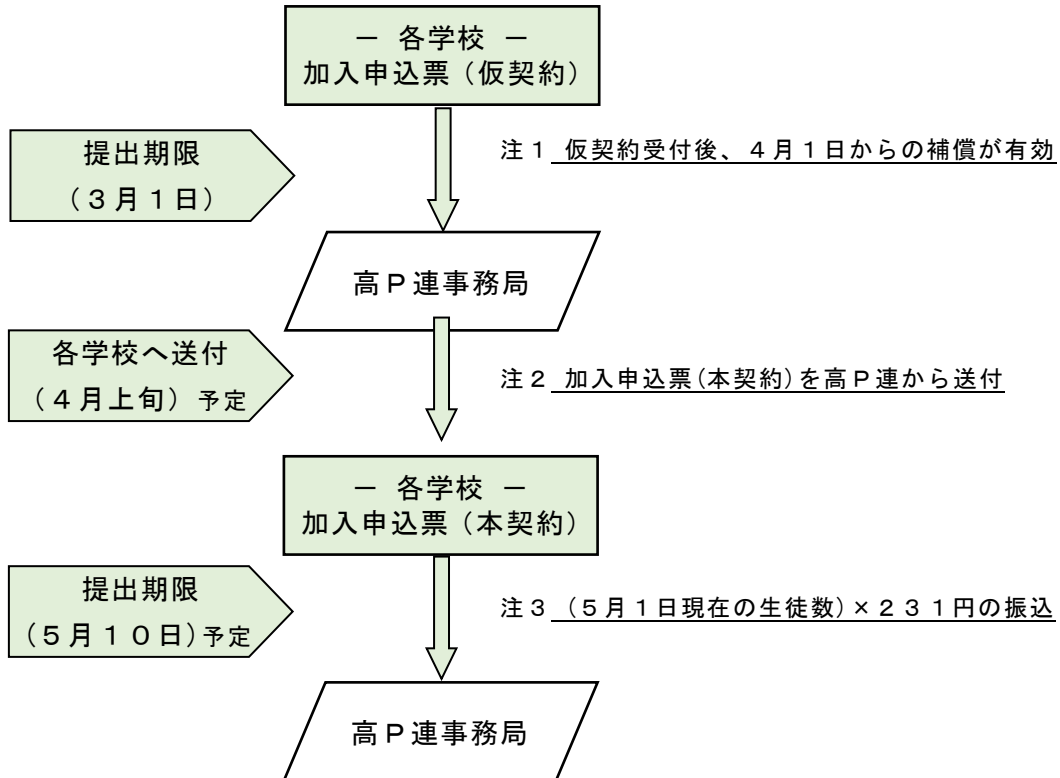 － 各学校 －
加入申込票（仮契約）
提出期限
（３月１日）
注１ 仮契約受付後、４月１日からの補償が有効
高Ｐ連事務局
各学校へ送付
（４月上旬）予定
注２ 加入申込票(本契約)を高Ｐ連から送付
－ 各学校 －
加入申込票（本契約）
提出期限
(５月１０日)予定
注３ (５月１日現在の生徒数)×２３１円の振込
高Ｐ連事務局